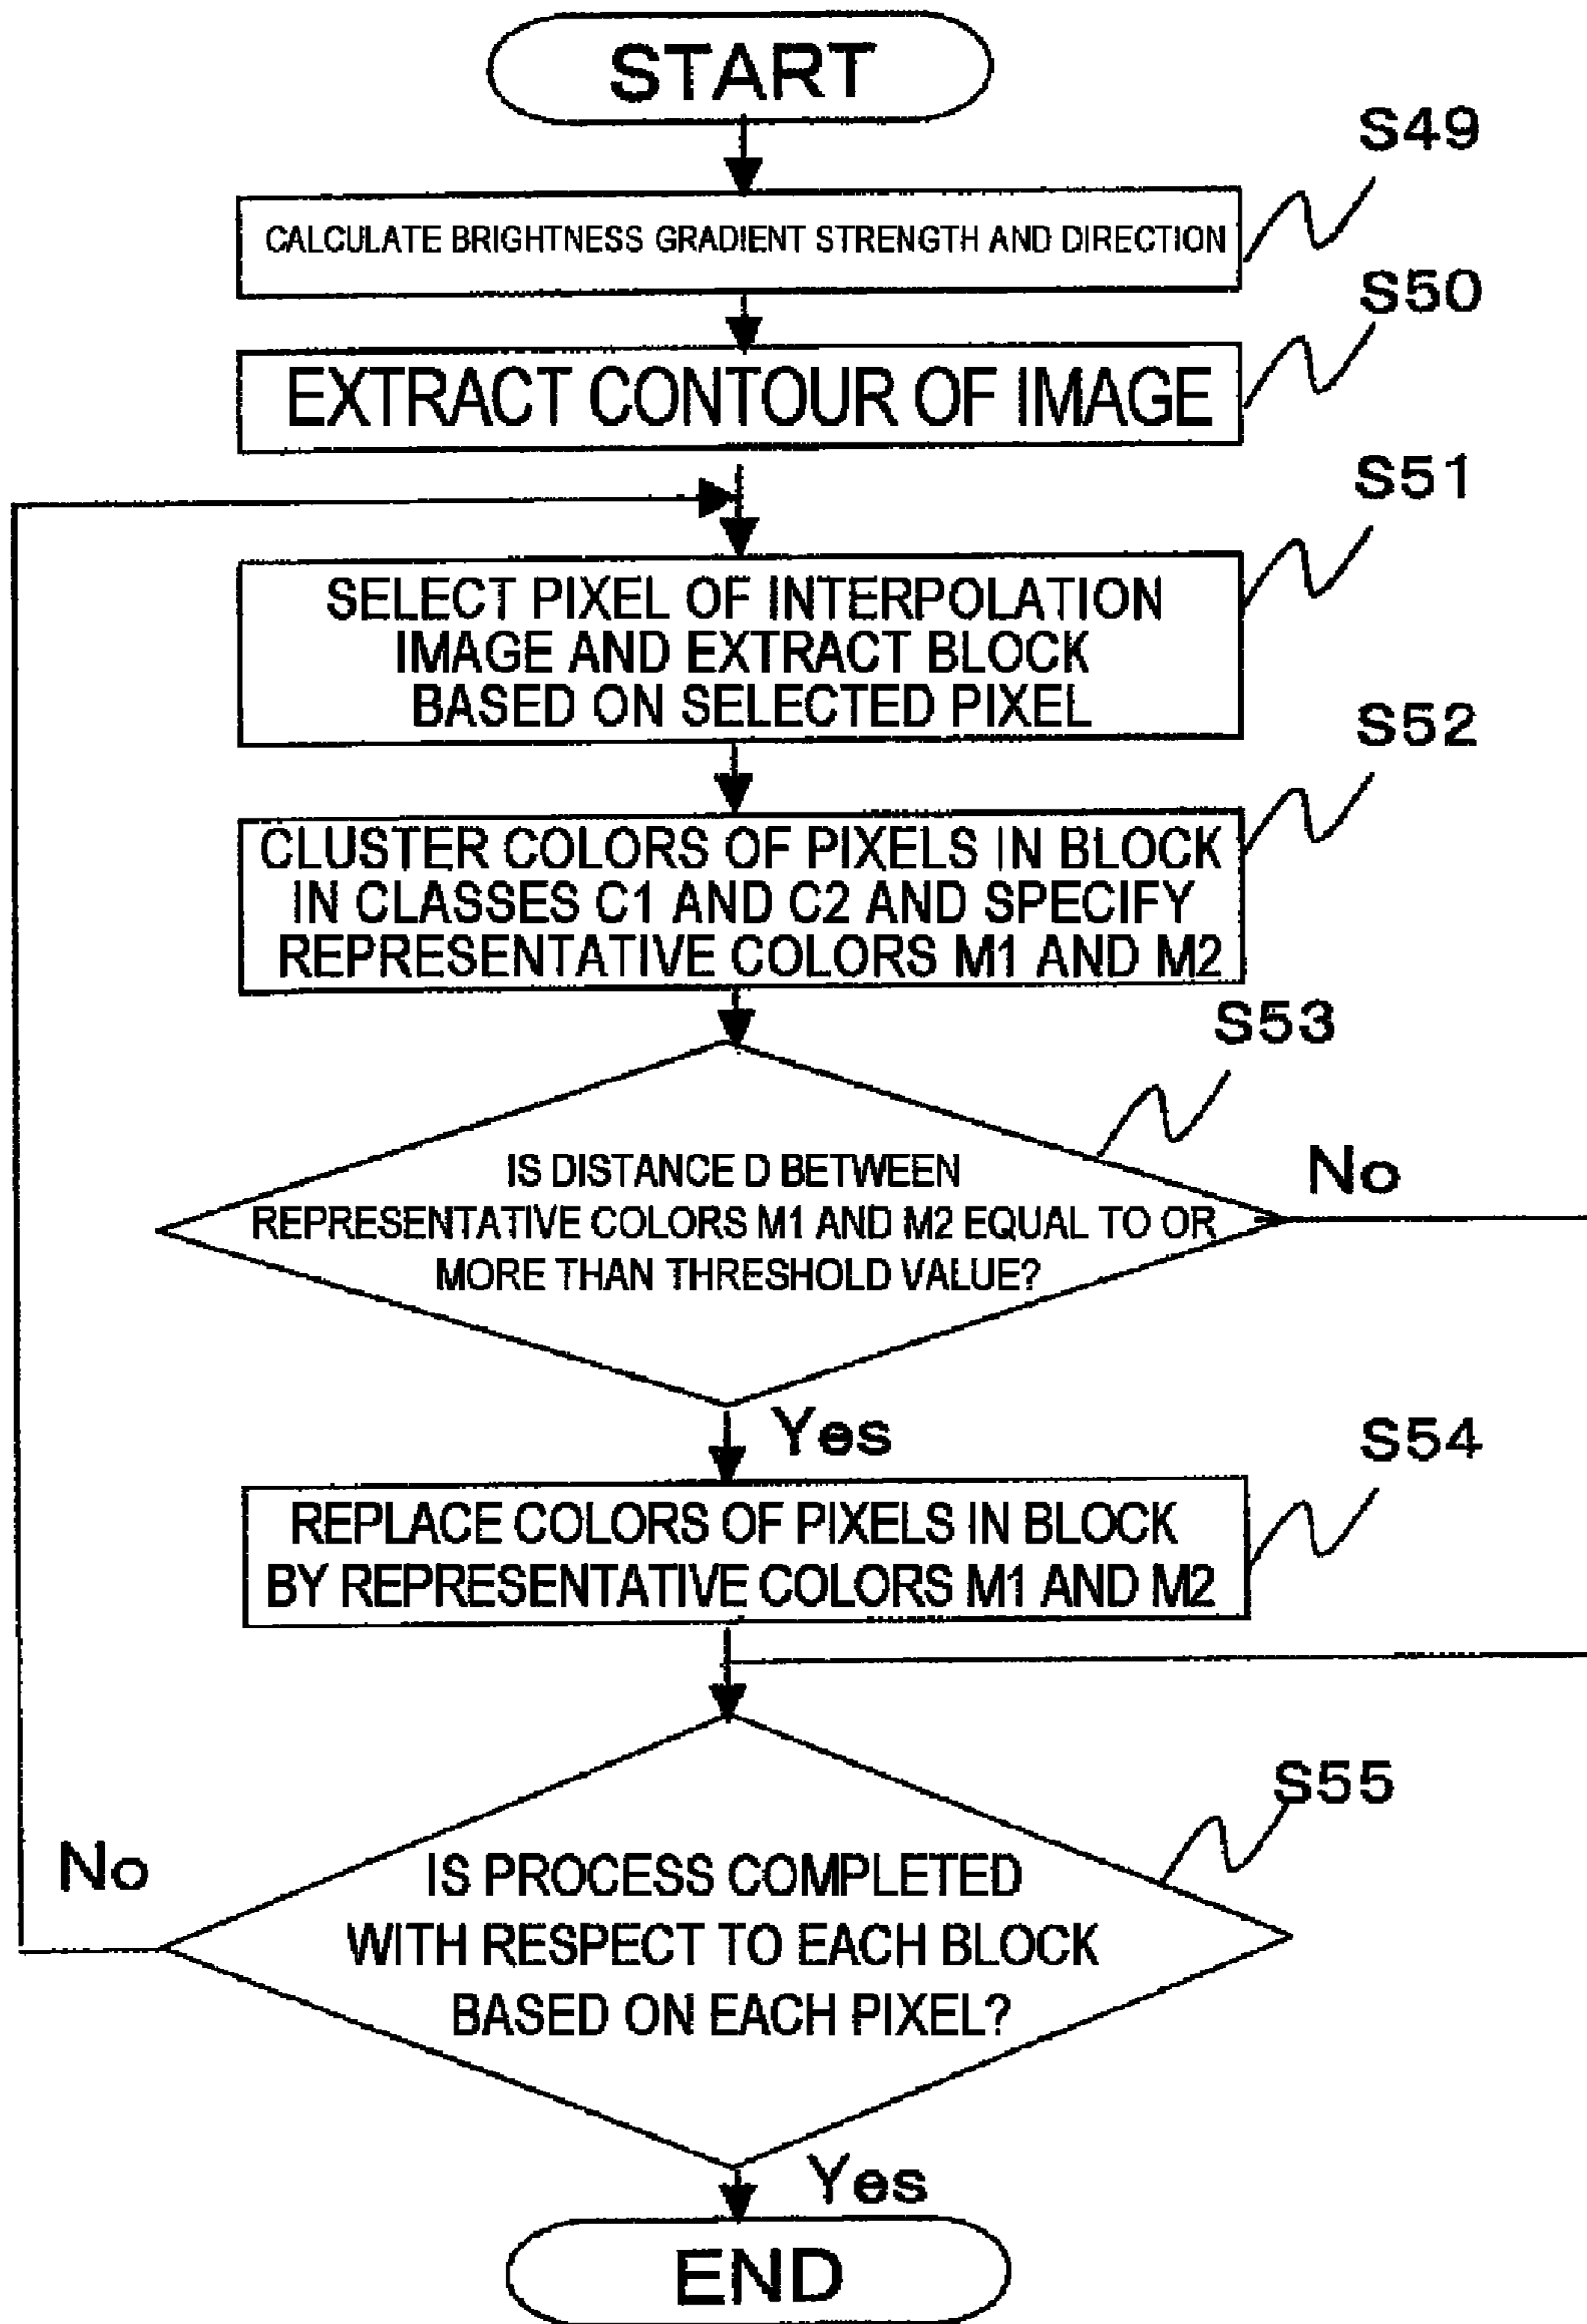 START
S49
CALCULATE BRIGHTNESS GRADIENT STRENGTH AND DIRECTION
S50
EXTRACT CONTOUR OF IMAGE
S51
SELECT PIXEL OF INTERPOLATION
IMAGE AND EXTRACT BLOCK
BASED ON SELECTED PIXEL
S52
CLUSTER COLORS OF PIXELS IN BLOCK
IN CLASSES C1 AND C2 AND SPECIFY
REPRESENTATIVE COLORS M1 AND M2
S53
IS DISTANCE D BETWEEN
REPRESENTATIVE COLORS M1 AND M2 EQUAL TO OR
MORE THAN THRESHOLD VALUE?
No
Yes
S54
REPLACE COLORS OF PIXELS IN BLOCK
BY REPRESENTATIVE COLORS M1 AND M2
S55
IS PROCESS COMPLETED
WITH RESPECT TO EACH BLOCK
BASED ON EACH PIXEL?
No
Yes
END